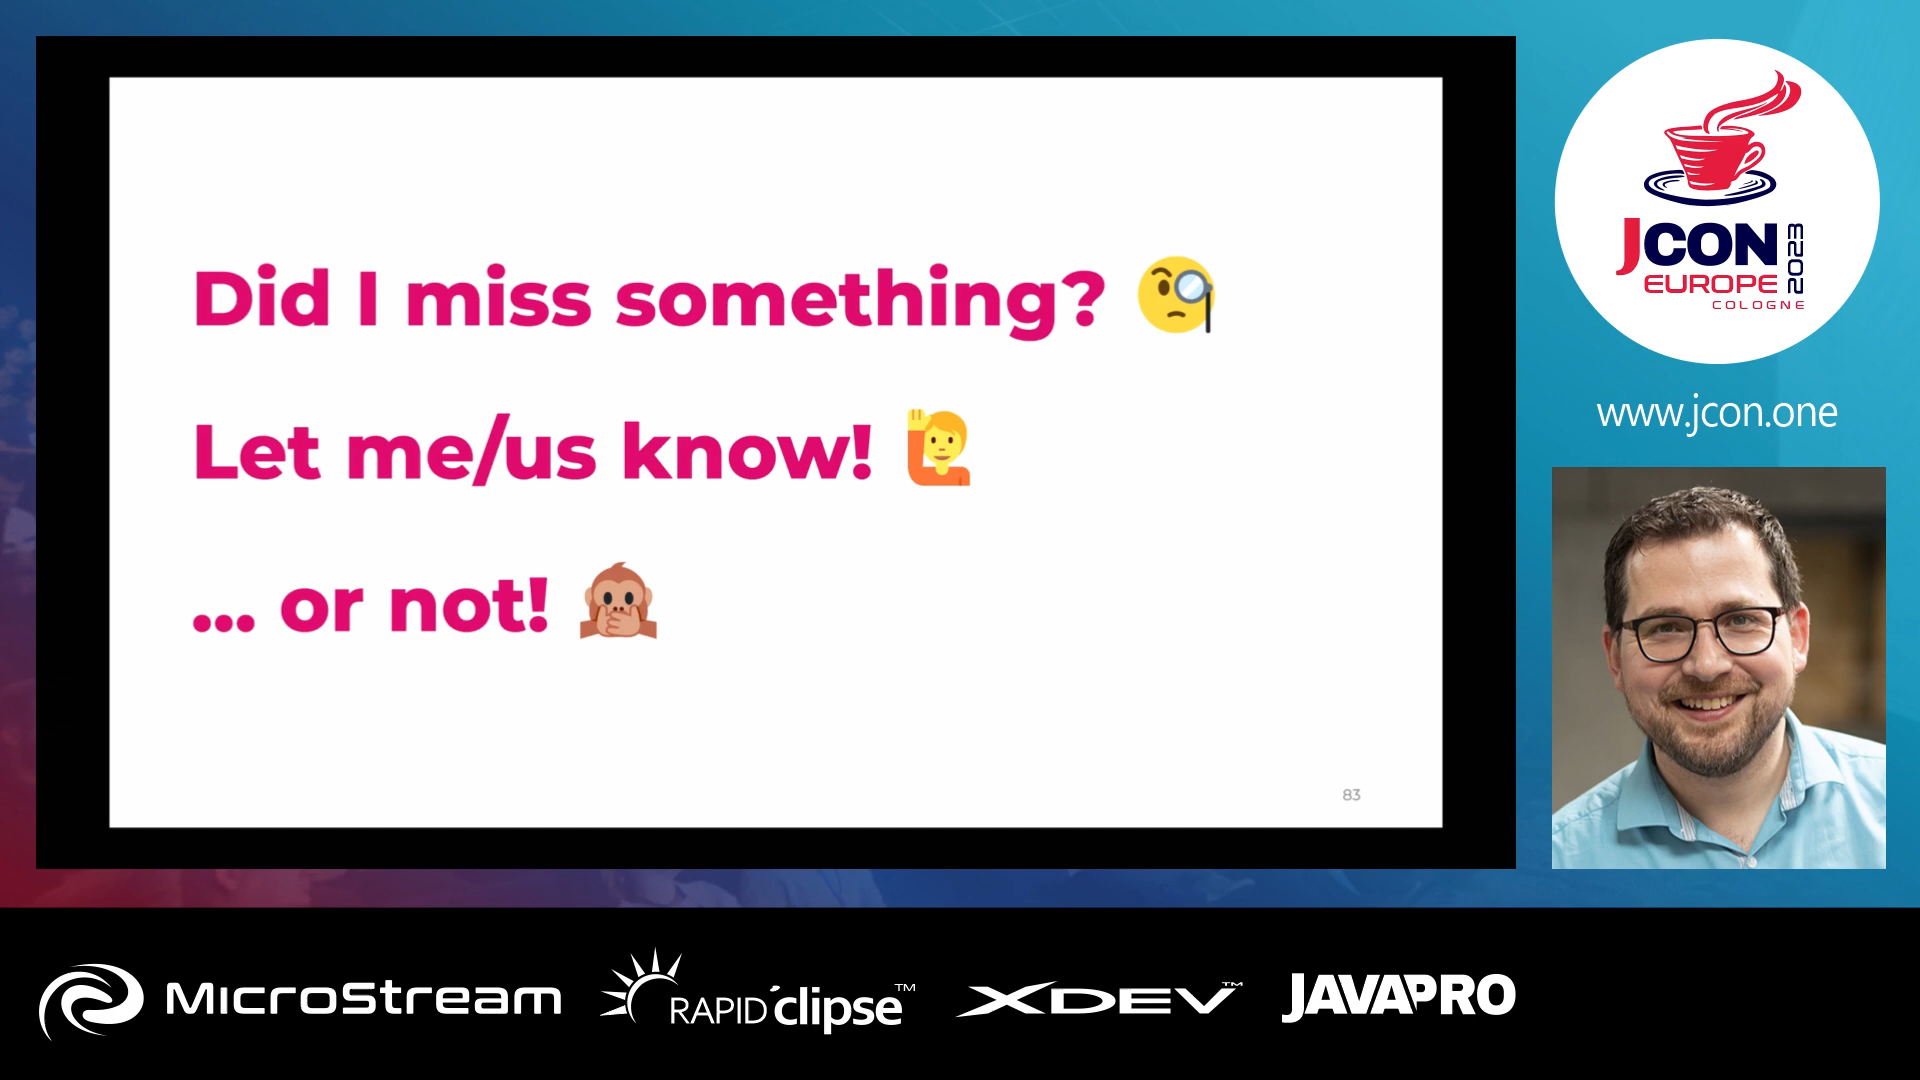 Did I miss something? 🧐
Let me/us know! 🙋
... or not! 🙊
83
JCON
EUROPE
2023
COLOGNE
www.jcon.one
MicroStream
RAPIDclipse™
XDEV™
JAVAPRO